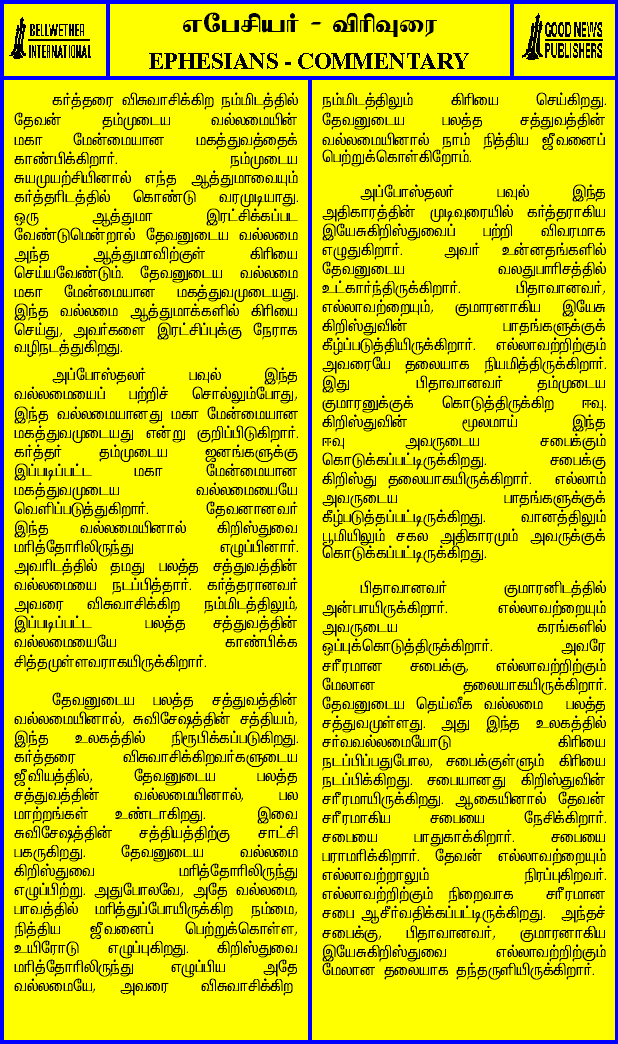 BELLWETHER
INTERNATIONAL
எபேசியர் - விரிவுரை
EPHESIANS - COMMENTARY
GOOD NEWS
PUBLISHERS
கர்த்தரை விசுவாசிக்கிற நம்மிடத்தில்
தேவன் தம்முடைய வல்லமையின்
மகா மேன்மையான மகத்துவத்தைக்
காண்பிக்கிறார். நம்முடைய
சுயமுயற்சியினால் எந்த ஆத்துமாவையும்
கர்த்தரிடத்தில் கொண்டு வரமுடியாது.
ஒரு ஆத்துமா இரட்சிக்கப்பட
வேண்டுமென்றால் தேவனுடைய வல்லமை
அந்த ஆத்துமாவிற்குள் கிரியை
செய்யவேண்டும். தேவனுடைய வல்லமை
மகா மேன்மையான மகத்துவமுடையது.
இந்த வல்லமை ஆத்துமாக்களில் கிரியை
செய்து, அவர்களை இரட்சிப்புக்கு நேராக
வழிநடத்துகிறது.
அப்போஸ்தலர் பவுல் இந்த
வல்லமையைப் பற்றிச் சொல்லும்போது,
இந்த வல்லமையானது மகா மேன்மையான
மகத்துவமுடையது என்று குறிப்பிடுகிறார்.
கர்த்தர் தம்முடைய ஜனங்களுக்கு
இப்படிப்பட்ட மகா மேன்மையான
மகத்துவமுடைய வல்லமையையே
வெளிப்படுத்துகிறார். தேவனானவர்
இந்த வல்லமையினால் கிறிஸ்துவை
மரித்தோரிலிருந்து எழுப்பினார்.
அவரிடத்தில் தமது பலத்த சத்துவத்தின்
வல்லமையை நடப்பித்தார். கர்த்தரானவர்
அவரை விசுவாசிக்கிற நம்மிடத்திலும்,
இப்படிப்பட்ட பலத்த சத்துவத்தின்
வல்லமையையே காண்பிக்க
சித்தமுள்ளவராகயிருக்கிறார்.
தேவனுடைய பலத்த சத்துவத்தின்
வல்லமையினால், சுவிசேஷத்தின் சத்தியம்,
இந்த உலகத்தில் நிரூபிக்கப்படுகிறது.
கர்த்தரை விசுவாசிக்கிறவர்களுடைய
ஜீவியத்தில், தேவனுடைய பலத்த
சத்துவத்தின் வல்லமையினால், பல
மாற்றங்கள் உண்டாகிறது. இவை
சுவிசேஷத்தின் சத்தியத்திற்கு சாட்சி
பகருகிறது. தேவனுடைய வல்லமை
கிறிஸ்துவை மரித்தோரிலிருந்து
எழுப்பிற்று. அதுபோலவே, அதே வல்லமை,
பாவத்தில் மரித்துப்போயிருக்கிற நம்மை,
நித்திய ஜீவனைப் பெற்றுக்கொள்ள,
உயிரோடு எழுப்புகிறது. கிறிஸ்துவை
மரித்தோரிலிருந்து எழுப்பிய அதே
வல்லமையே, அவரை விசுவாசிக்கிற
நம்மிடத்திலும் கிரியை செய்கிறது.
தேவனுடைய பலத்த சத்துவத்தின்
வல்லமையினால் நாம் நித்திய ஜீவனைப்
பெற்றுக்கொள்கிறோம்.
அப்போஸ்தலர் பவுல் இந்த
அதிகாரத்தின் முடிவுரையில் கர்த்தராகிய
இயேசுகிறிஸ்துவைப் பற்றி விவரமாக
எழுதுகிறார். அவர் உன்னதங்களில்
தேவனுடைய வலதுபாரிசத்தில்
உட்கார்ந்திருக்கிறார். பிதாவானவர்,
எல்லாவற்றையும், குமாரனாகிய இயேசு
கிறிஸ்துவின் பாதங்களுக்குக்
கீழ்ப்படுத்தியிருக்கிறார். எல்லாவற்றிற்கும்
அவரையே தலையாக நியமித்திருக்கிறார்.
இது பிதாவானவர் தம்முடைய
குமாரனுக்குக் கொடுத்திருக்கிற ஈவு.
கிறிஸ்துவின் மூலமாய் இந்த
ஈவு அவருடைய சபைக்கும்
கொடுக்கப்பட்டிருக்கிறது. சபைக்கு
கிறிஸ்து தலையாகயிருக்கிறார். எல்லாம்
அவருடைய பாதங்களுக்குக்
கீழ்படுத்தப்பட்டிருக்கிறது. வானத்திலும்
பூமியிலும் சகல அதிகாரமும் அவருக்குக்
கொடுக்கப்பட்டிருக்கிறது.
பிதாவானவர் குமாரனிடத்தில்
அன்பாயிருக்கிறார். எல்லாவற்றையும்
அவருடைய கரங்களில்
ஒப்புக்கொடுத்திருக்கிறார். அவரே
சரீரமான சபைக்கு, எல்லாவற்றிற்கும்
மேலான தலையாகயிருக்கிறார்.
தேவனுடைய தெய்வீக வல்லமை பலத்த
சத்துவமுள்ளது. அது இந்த உலகத்தில்
சர்வவல்லமையோடு கிரியை
நடப்பிப்பதுபோல, சபைக்குள்ளும் கிரியை
நடப்பிக்கிறது. சபையானது கிறிஸ்துவின்
சரீரமாயிருக்கிறது. ஆகையினால் தேவன்
சரீரமாகிய சபையை நேசிக்கிறார்.
சபையை பாதுகாக்கிறார். சபையை
பராமரிக்கிறார். தேவன் எல்லாவற்றையும்
எல்லாவற்றாலும் நிரப்புகிறவர்.
எல்லாவற்றிற்கும் நிறைவாக சரீரமான
சபை ஆசீர்வதிக்கப்பட்டிருக்கிறது. அந்தச்
சபைக்கு, பிதாவானவர், குமாரனாகிய
இயேசுகிறிஸ்துவை எல்லாவற்றிற்கும்
மேலான தலையாக தந்தருளியிருக்கிறார்.